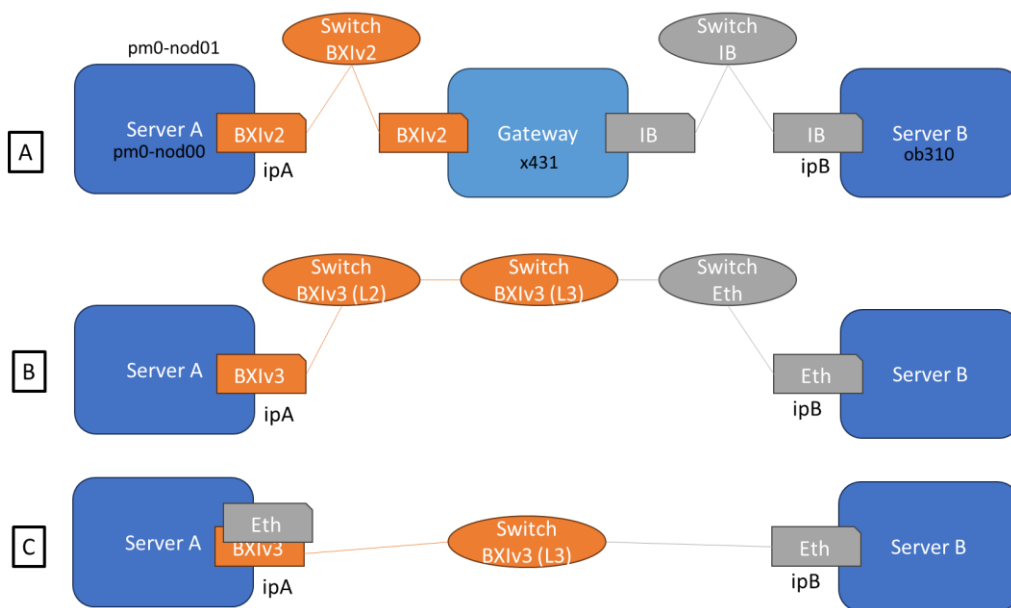 Switch
BXIv2
Switch
IB
pm0-nod01
A
Server A
pm0-nod00
BXIv2
ipA
BXIv2
Gateway
x431
IB
IB
ipB
Server B
ob310
Switch
BXIv3 (L2)
Switch
BXIv3 (L3)
Switch
Eth
B
Server A
BXIv3
ipA
Eth
ipB
Server B
C
Server A
Eth
BXIv3
ipA
Switch
BXIv3 (L3)
Eth
ipB
Server B